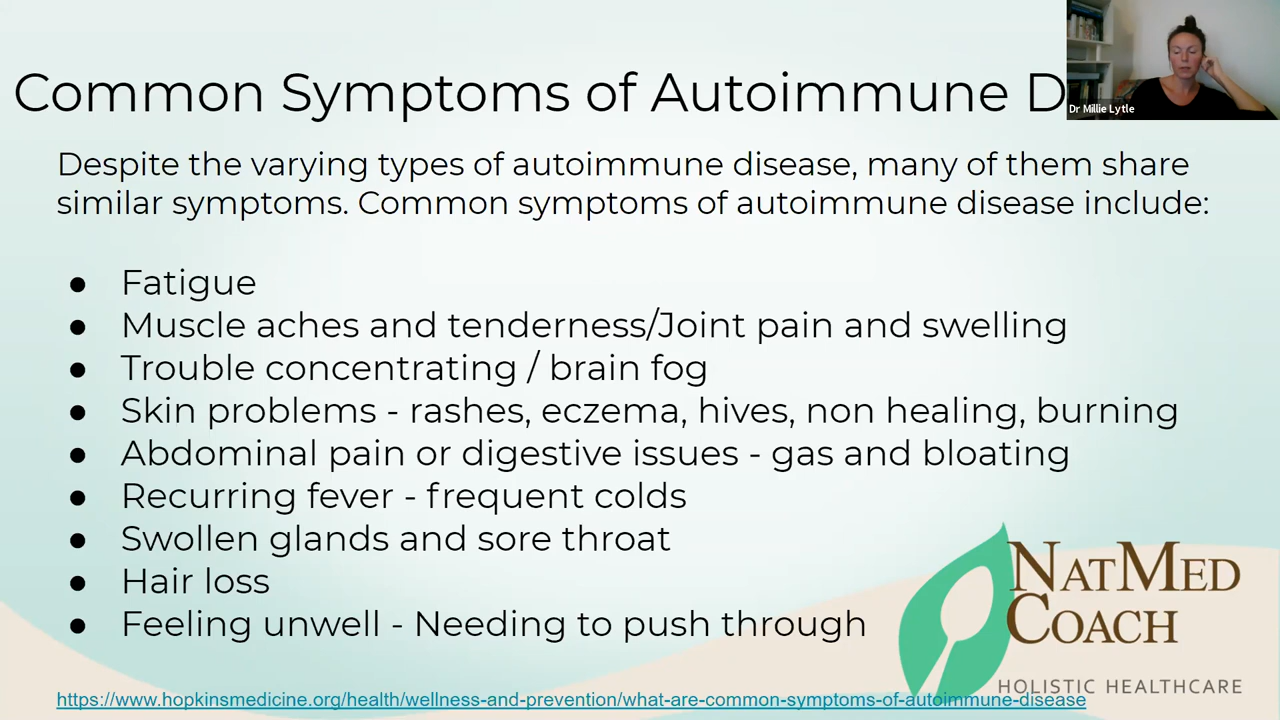 Common Symptoms of Autoimmune D
Dr Millie Lytle
Despite the varying types of autoimmune disease, many of them share
similar symptoms. Common symptoms of autoimmune disease include:
● Fatigue
● Muscle aches and tenderness/Joint pain and swelling
● Trouble concentrating / brain fog
● Skin problems - rashes, eczema, hives, non healing, burning
● Abdominal pain or digestive issues - gas and bloating
● Recurring fever - frequent colds
● Swollen glands and sore throat
● Hair loss
● Feeling unwell - Needing to push through
NATMED
COACH
HOLISTIC HEALTHCARE
https://www.hopkinsmedicine.org/health/wellness-and-prevention/what-are-common-symptoms-of-autoimmune-disease